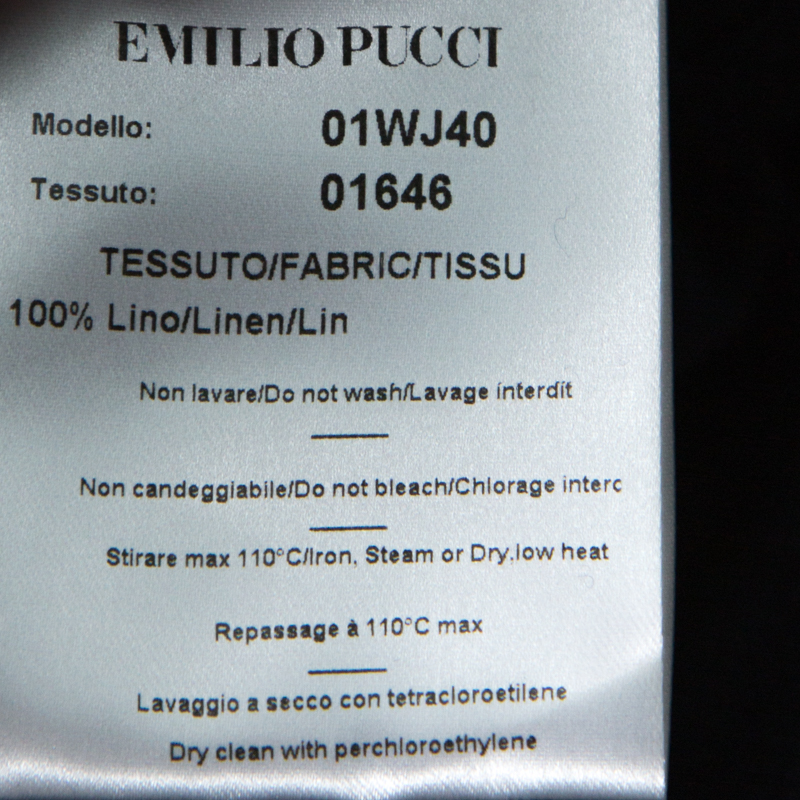 EMILIO PUCCI
Modello: 01WJ40
Tessuto: 01646
TESSUTO/FABRIC/TISSU
100% Lino/Linen/Lin
Non lavare/Do not wash/Lavage interdit
Non candeggiabile/Do not bleach/Chlorage interc
Stirare max 110°C/Iron, Steam or Dry,low heat
Repassage à 110°C max
Lavaggio a secco con tetracloroetilene
Dry clean with perchloroethylene